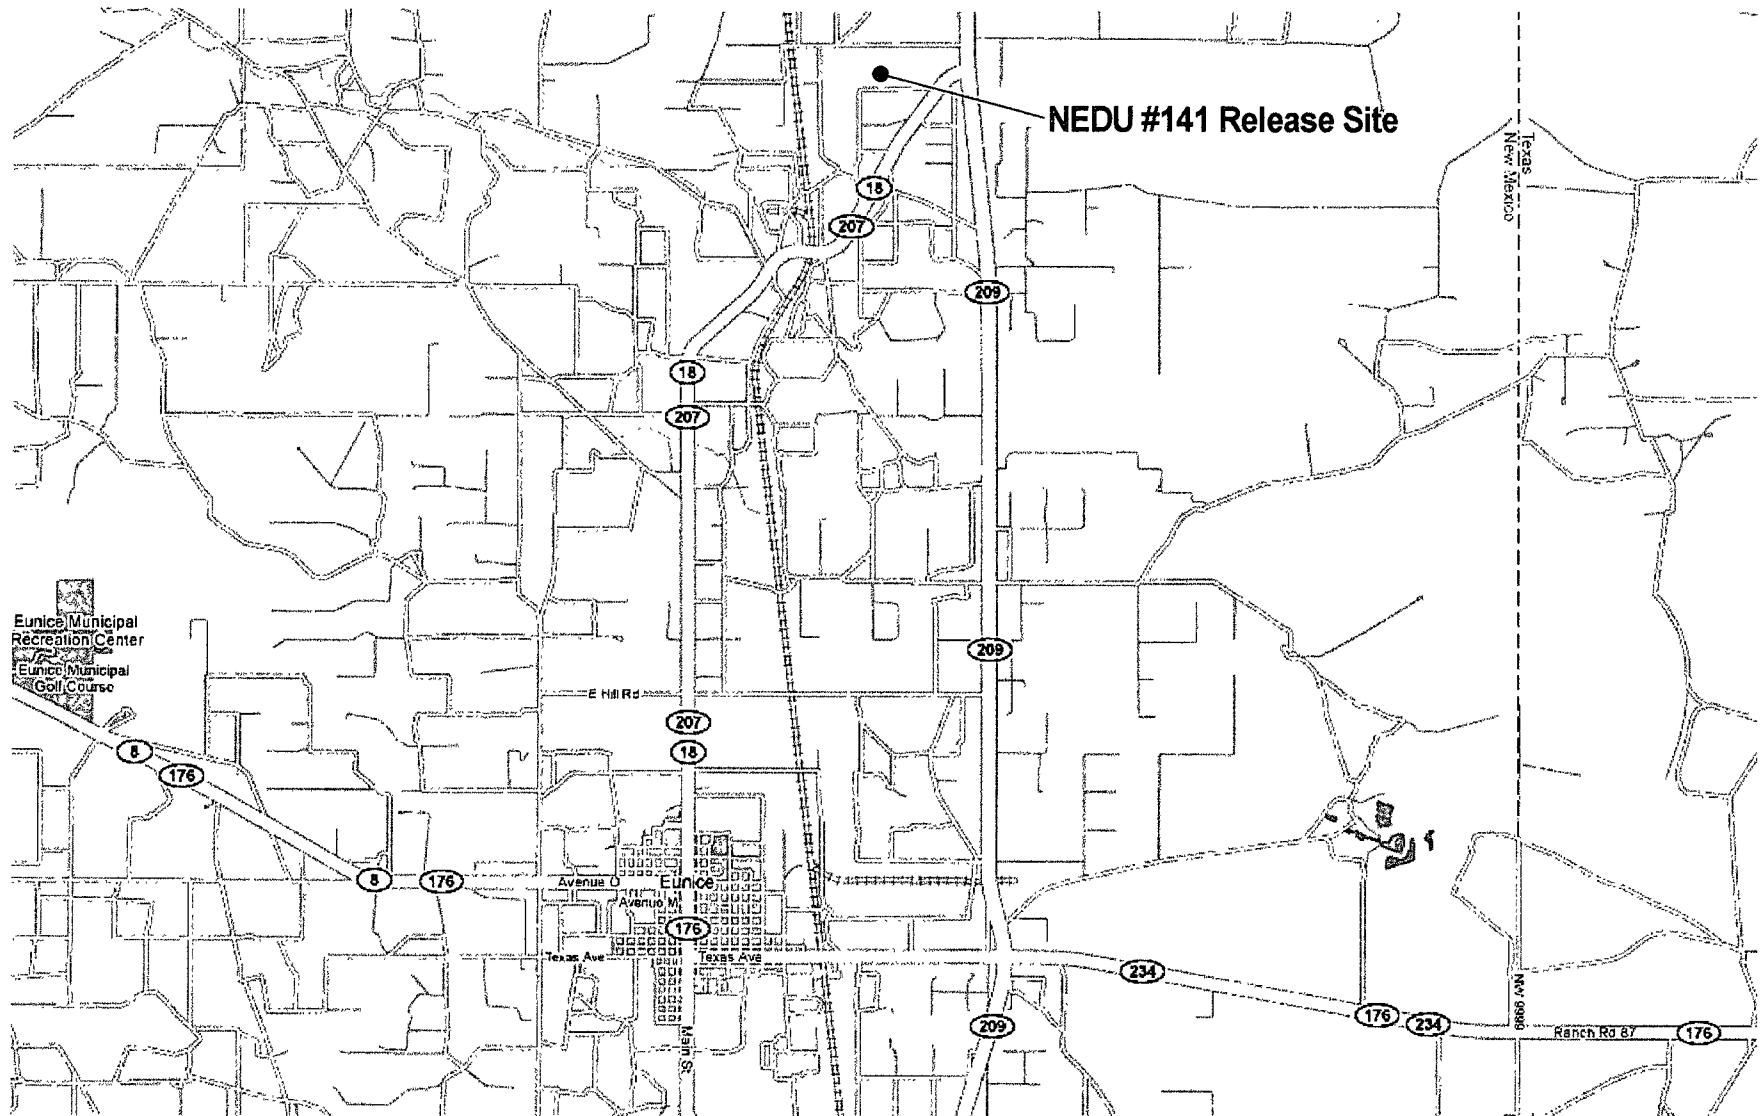 NEDU #141 Release Site
Texas
New Mexico
18
207
209
18
207
Eunice Municipal
Recreation Center
Eunice Municipal
Golf Course
209
E Hill Rd
207
18
8
176
8
176
Avenue O
Eunice
Avenue M
176
Texas Ave
Texas Ave
234
176
234
NW 9999
Ranch Rd 87
176
209
Main St